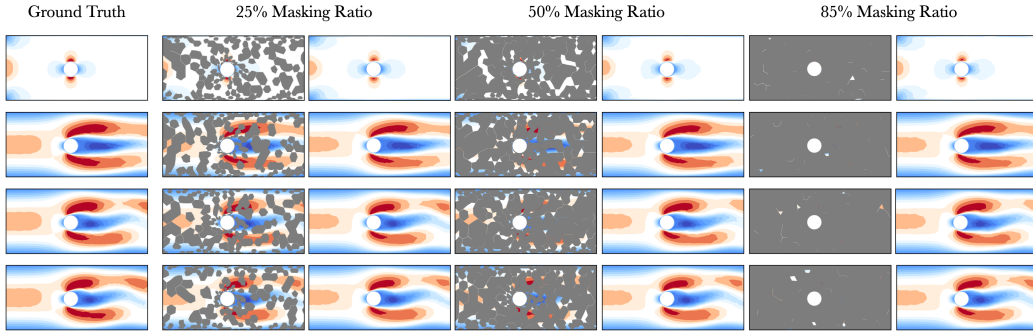 Ground Truth
25% Masking Ratio
50% Masking Ratio
85% Masking Ratio